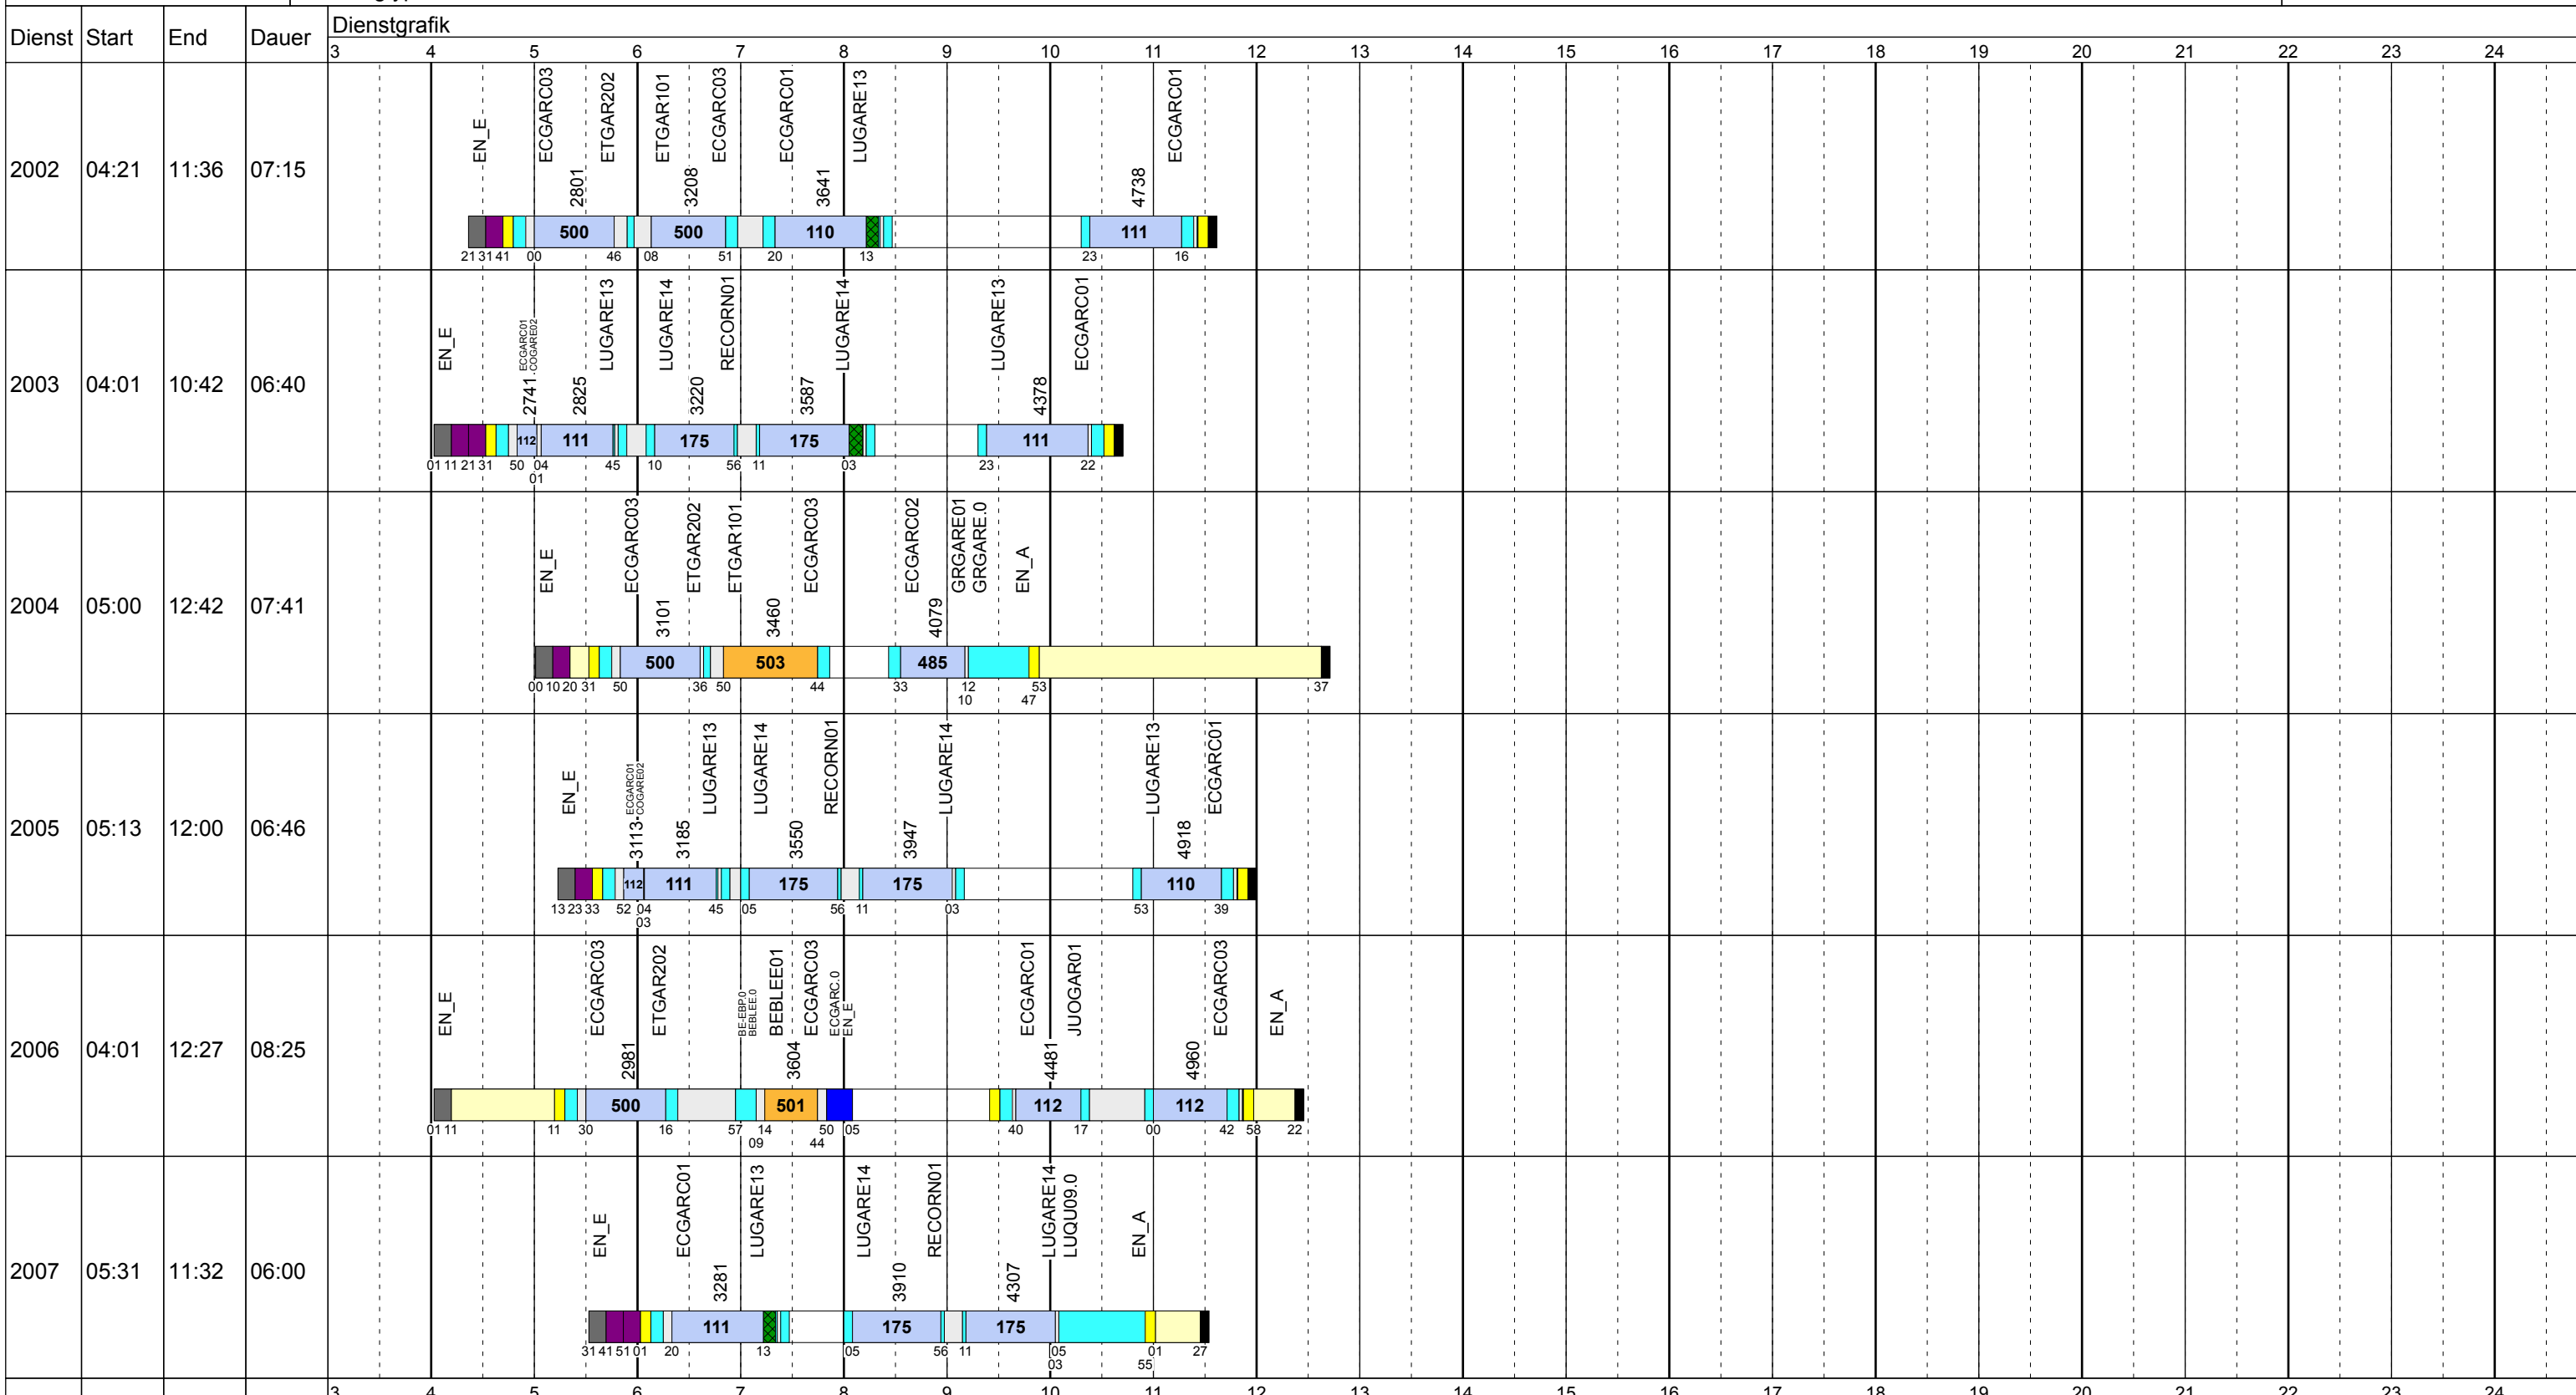 Dienst Start End Dauer Dienstgrafik
3 4 5 6 7 8 9 10 11 12 13 14 15 16 17 18 19 20 21 22 23 24
2002 04:21 11:36 07:15
EN_E ECGARC03 ETGAR202 ETGAR101 ECGARC03 ECGARC01 LUGARE13 ECGARC01
2801 3208 3641 4738
500 500 110 111
21 31 41 00 46 08 51 20 13 23 16
2003 04:01 10:42 06:40
EN_E ECGARC01 COGARE02 LUGARE13 LUGARE14 RECORN01 LUGARE14 LUGARE13 ECGARC01
2741 2825 3220 3587 4378
112 111 175 175 111
01 11 21 31 50 04 45 10 56 11 03 23 22
01
2004 05:00 12:42 07:41
EN_E ECGARC03 ETGAR202 ETGAR101 ECGARC03 ECGARC02 GRGARE01 GRGARE.0 EN_A
3101 3460 4079
500 503 485
00 10 20 31 50 36 50 44 33 12 53 37
10 47
2005 05:13 12:00 06:46
EN_E ECGARC01 COGARE02 LUGARE13 LUGARE14 RECORN01 LUGARE14 LUGARE13 ECGARC01
3113 3185 3550 3947 4918
112 111 175 175 110
13 23 33 52 04 45 05 56 11 03 53 39
03
2006 04:01 12:27 08:25
EN_E ECGARC03 ETGAR202 BE-EBP.0 BEBLEE.0 BEBLEE01 ECGARC03 ECGARC.0 EN_E ECGARC01 JUOGAR01 ECGARC03 EN_A
2981 3604 4481 4960
500 501 112 112
01 11 11 30 16 57 14 50 05 40 17 00 42 58 22
09 44
2007 05:31 11:32 06:00
EN_E ECGARC01 LUGARE13 LUGARE14 RECORN01 LUGARE14 LUQU09.0 EN_A
3281 3910 4307
111 175 175
31 41 51 01 20 13 05 56 11 05 01 27
03 55
3 4 5 6 7 8 9 10 11 12 13 14 15 16 17 18 19 20 21 22 23 24